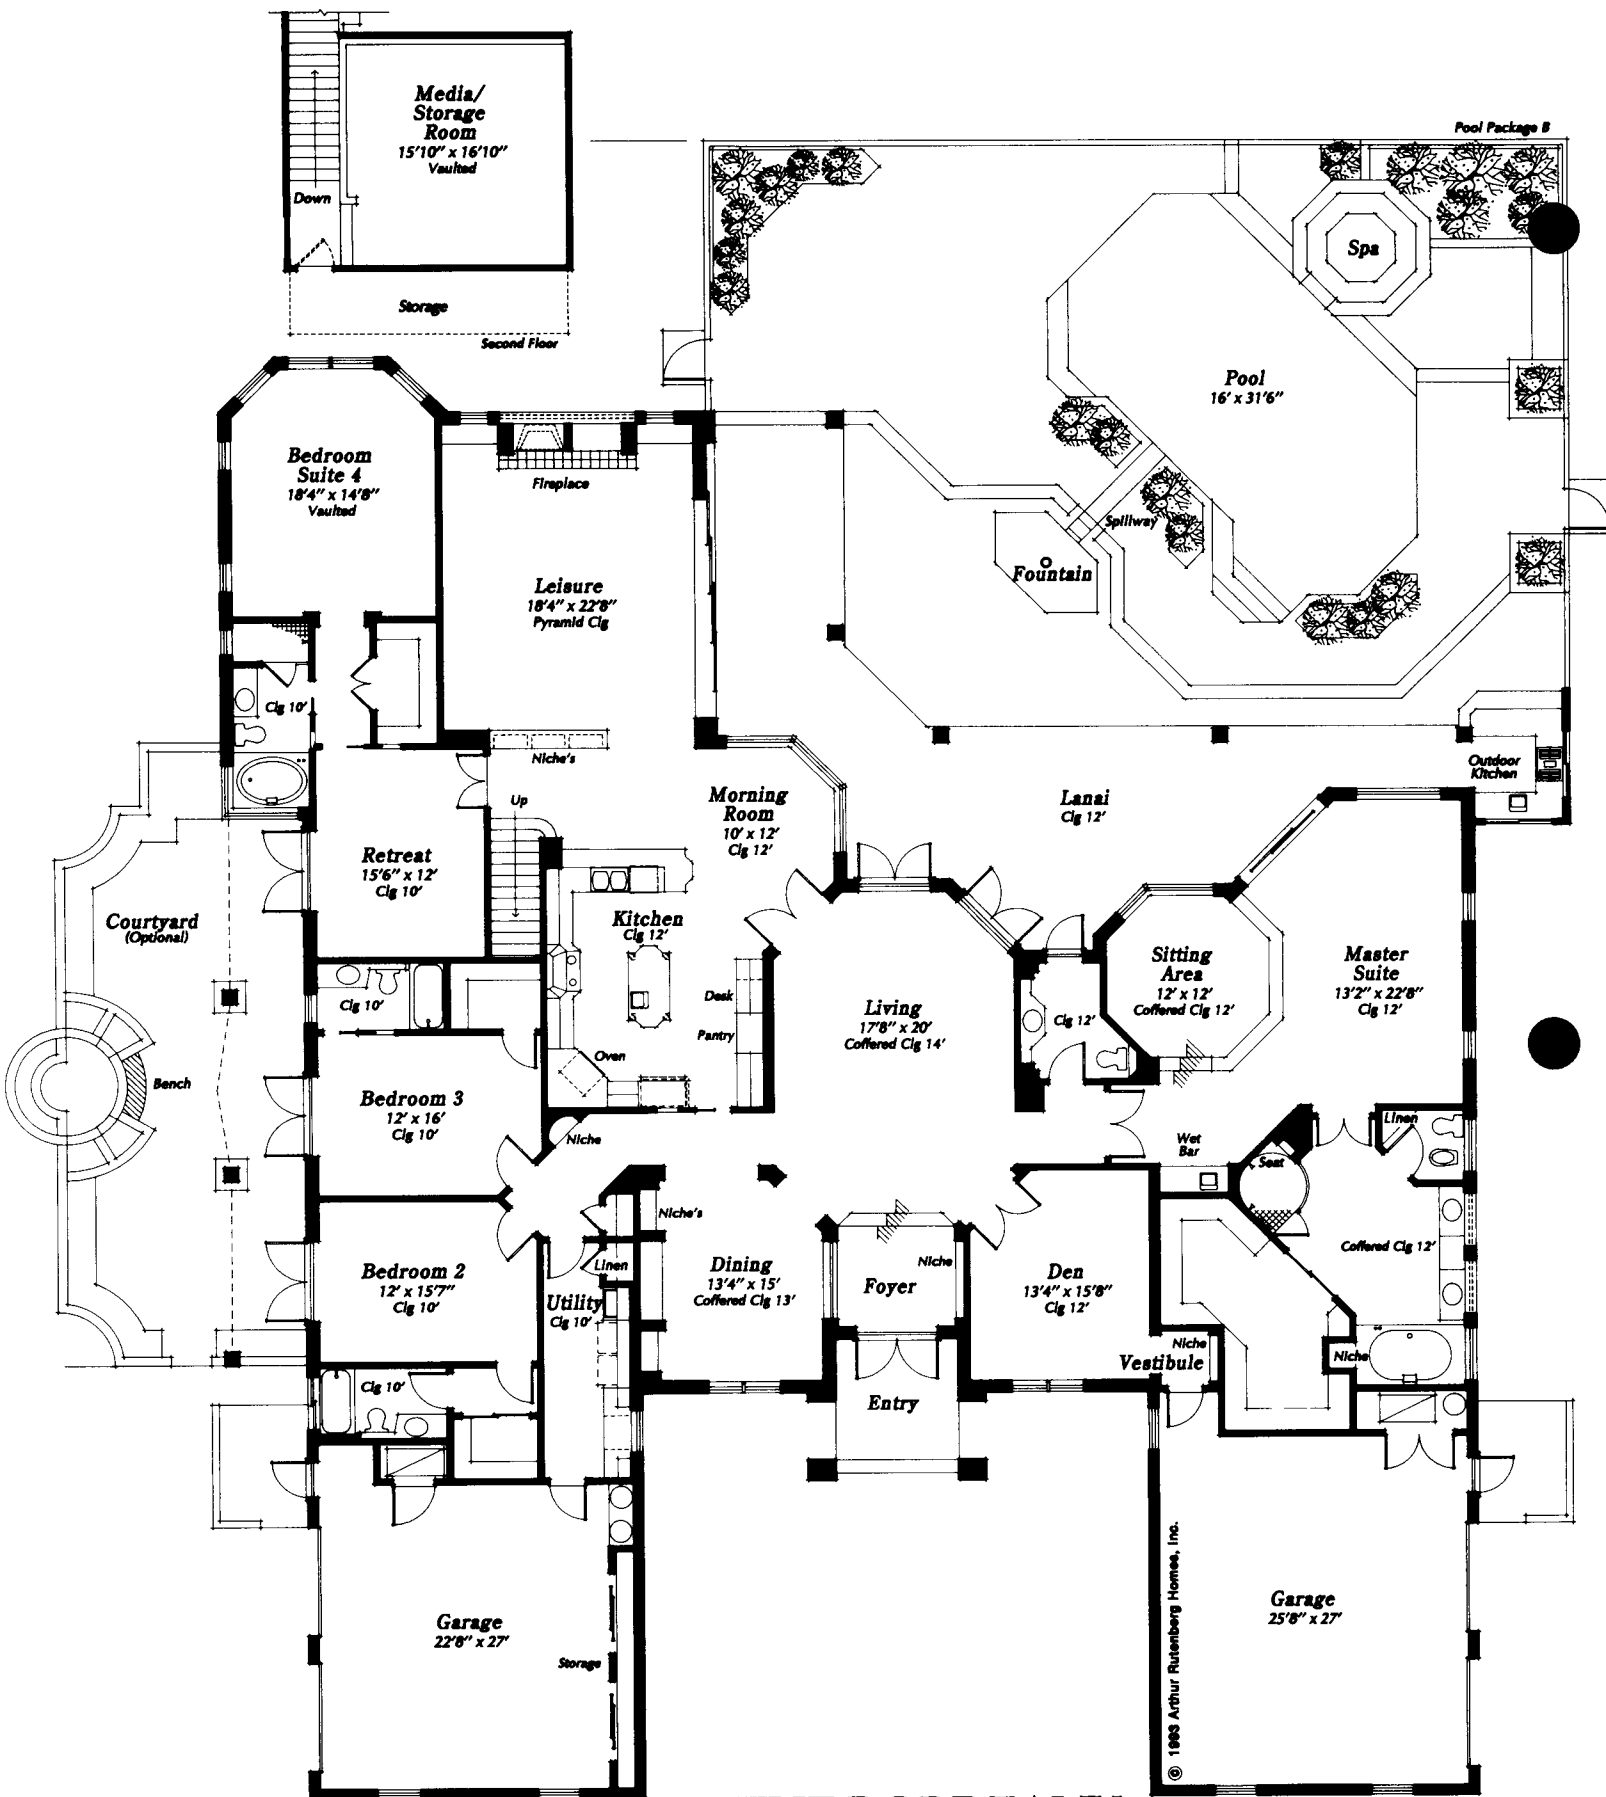 Media/
Storage
Room
15'10" x 16'10"
Vaulted
Down
Storage
Second Floor
Pool Package B
Spa
Pool
16' x 31'6"
Spillway
Fountain
Bedroom
Suite 4
18'4" x 14'8"
Vaulted
Fireplace
Leisure
18'4" x 22'8"
Pyramid Clg
Clg 10'
Niche's
Up
Morning
Room
10' x 12'
Clg 12'
Lanai
Clg 12'
Outdoor
Kitchen
Retreat
15'6" x 12'
Clg 10'
Courtyard
(Optional)
Kitchen
Clg 12'
Desk
Pantry
Oven
Clg 10'
Living
17'8" x 20'
Coffered Clg 14'
Clg 12'
Sitting
Area
12' x 12'
Coffered Clg 12'
Master
Suite
13'2" x 22'8"
Clg 12'
Bench
Bedroom 3
12' x 16'
Clg 10'
Niche
Wet
Bar
Seat
Linen
Niche's
Bedroom 2
12' x 15'7"
Clg 10'
Linen
Utility
Clg 10'
Dining
13'4" x 15'
Coffered Clg 13'
Foyer
Niche
Den
13'4" x 15'8"
Clg 12'
Coffered Clg 12'
Niche
Vestibule
Niche
Clg 10'
Entry
Garage
22'8" x 27'
Storage
Garage
25'8" x 27'
© 1993 Arthur Rutenberg Homes, Inc.